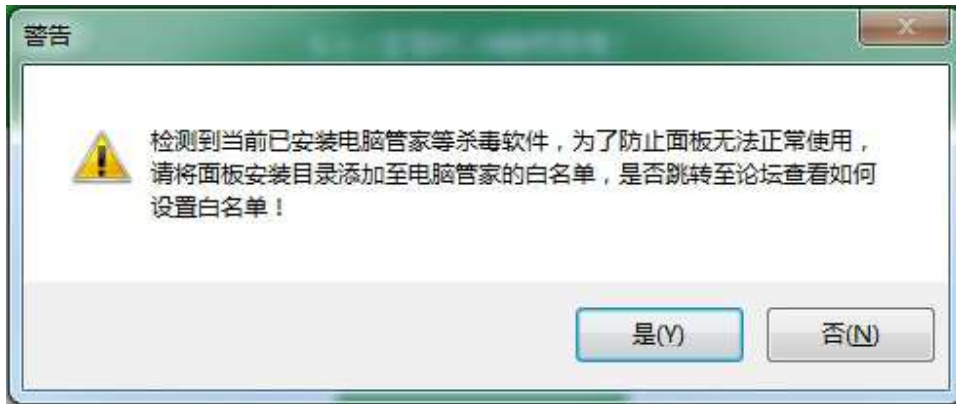 警告
检测到当前已安装电脑管家等杀毒软件，为了防止面板无法正常使用，
请将面板安装目录添加至电脑管家的白名单，是否跳转至论坛查看如何
设置白名单！
是(Y)
否(N)